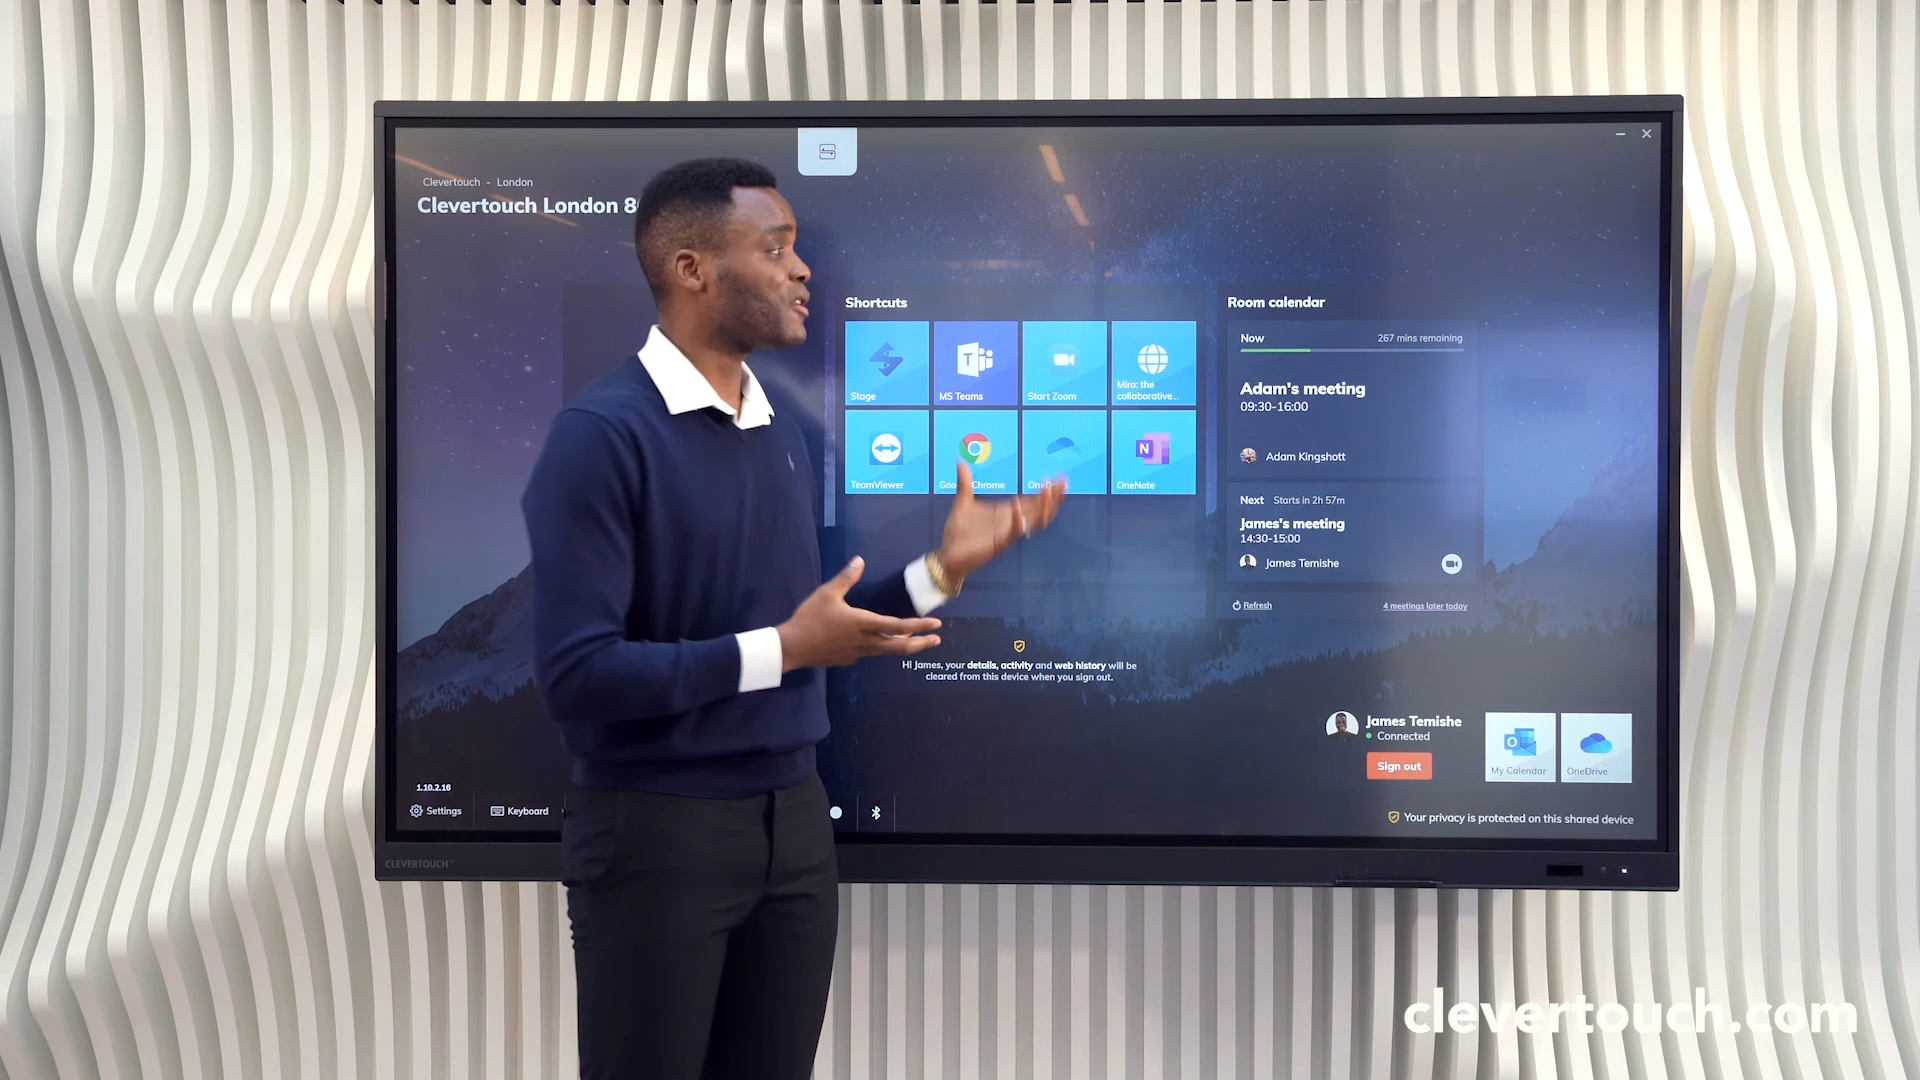 Clevertouch - London
Clevertouch London
Shortcuts
Stage
MS Teams
Start Zoom
Miro: the
collaborative...
TeamViewer
Chrome
OneNote
Room calendar
Now
267 mins remaining
Adam's meeting
09:30-16:00
Adam Kingshott
Next Starts in 2h 57m
James's meeting
14:30-15:00
James Temishe
Refresh
4 meetings later today
Hi James, your details, activity and web history will be
cleared from this device when you sign out.
James Temishe
Connected
Sign out
My Calendar
OneDrive
1.10.2.16
Settings
Keyboard
Your privacy is protected on this shared device
CLEVERTOUCH
clevertouch.com